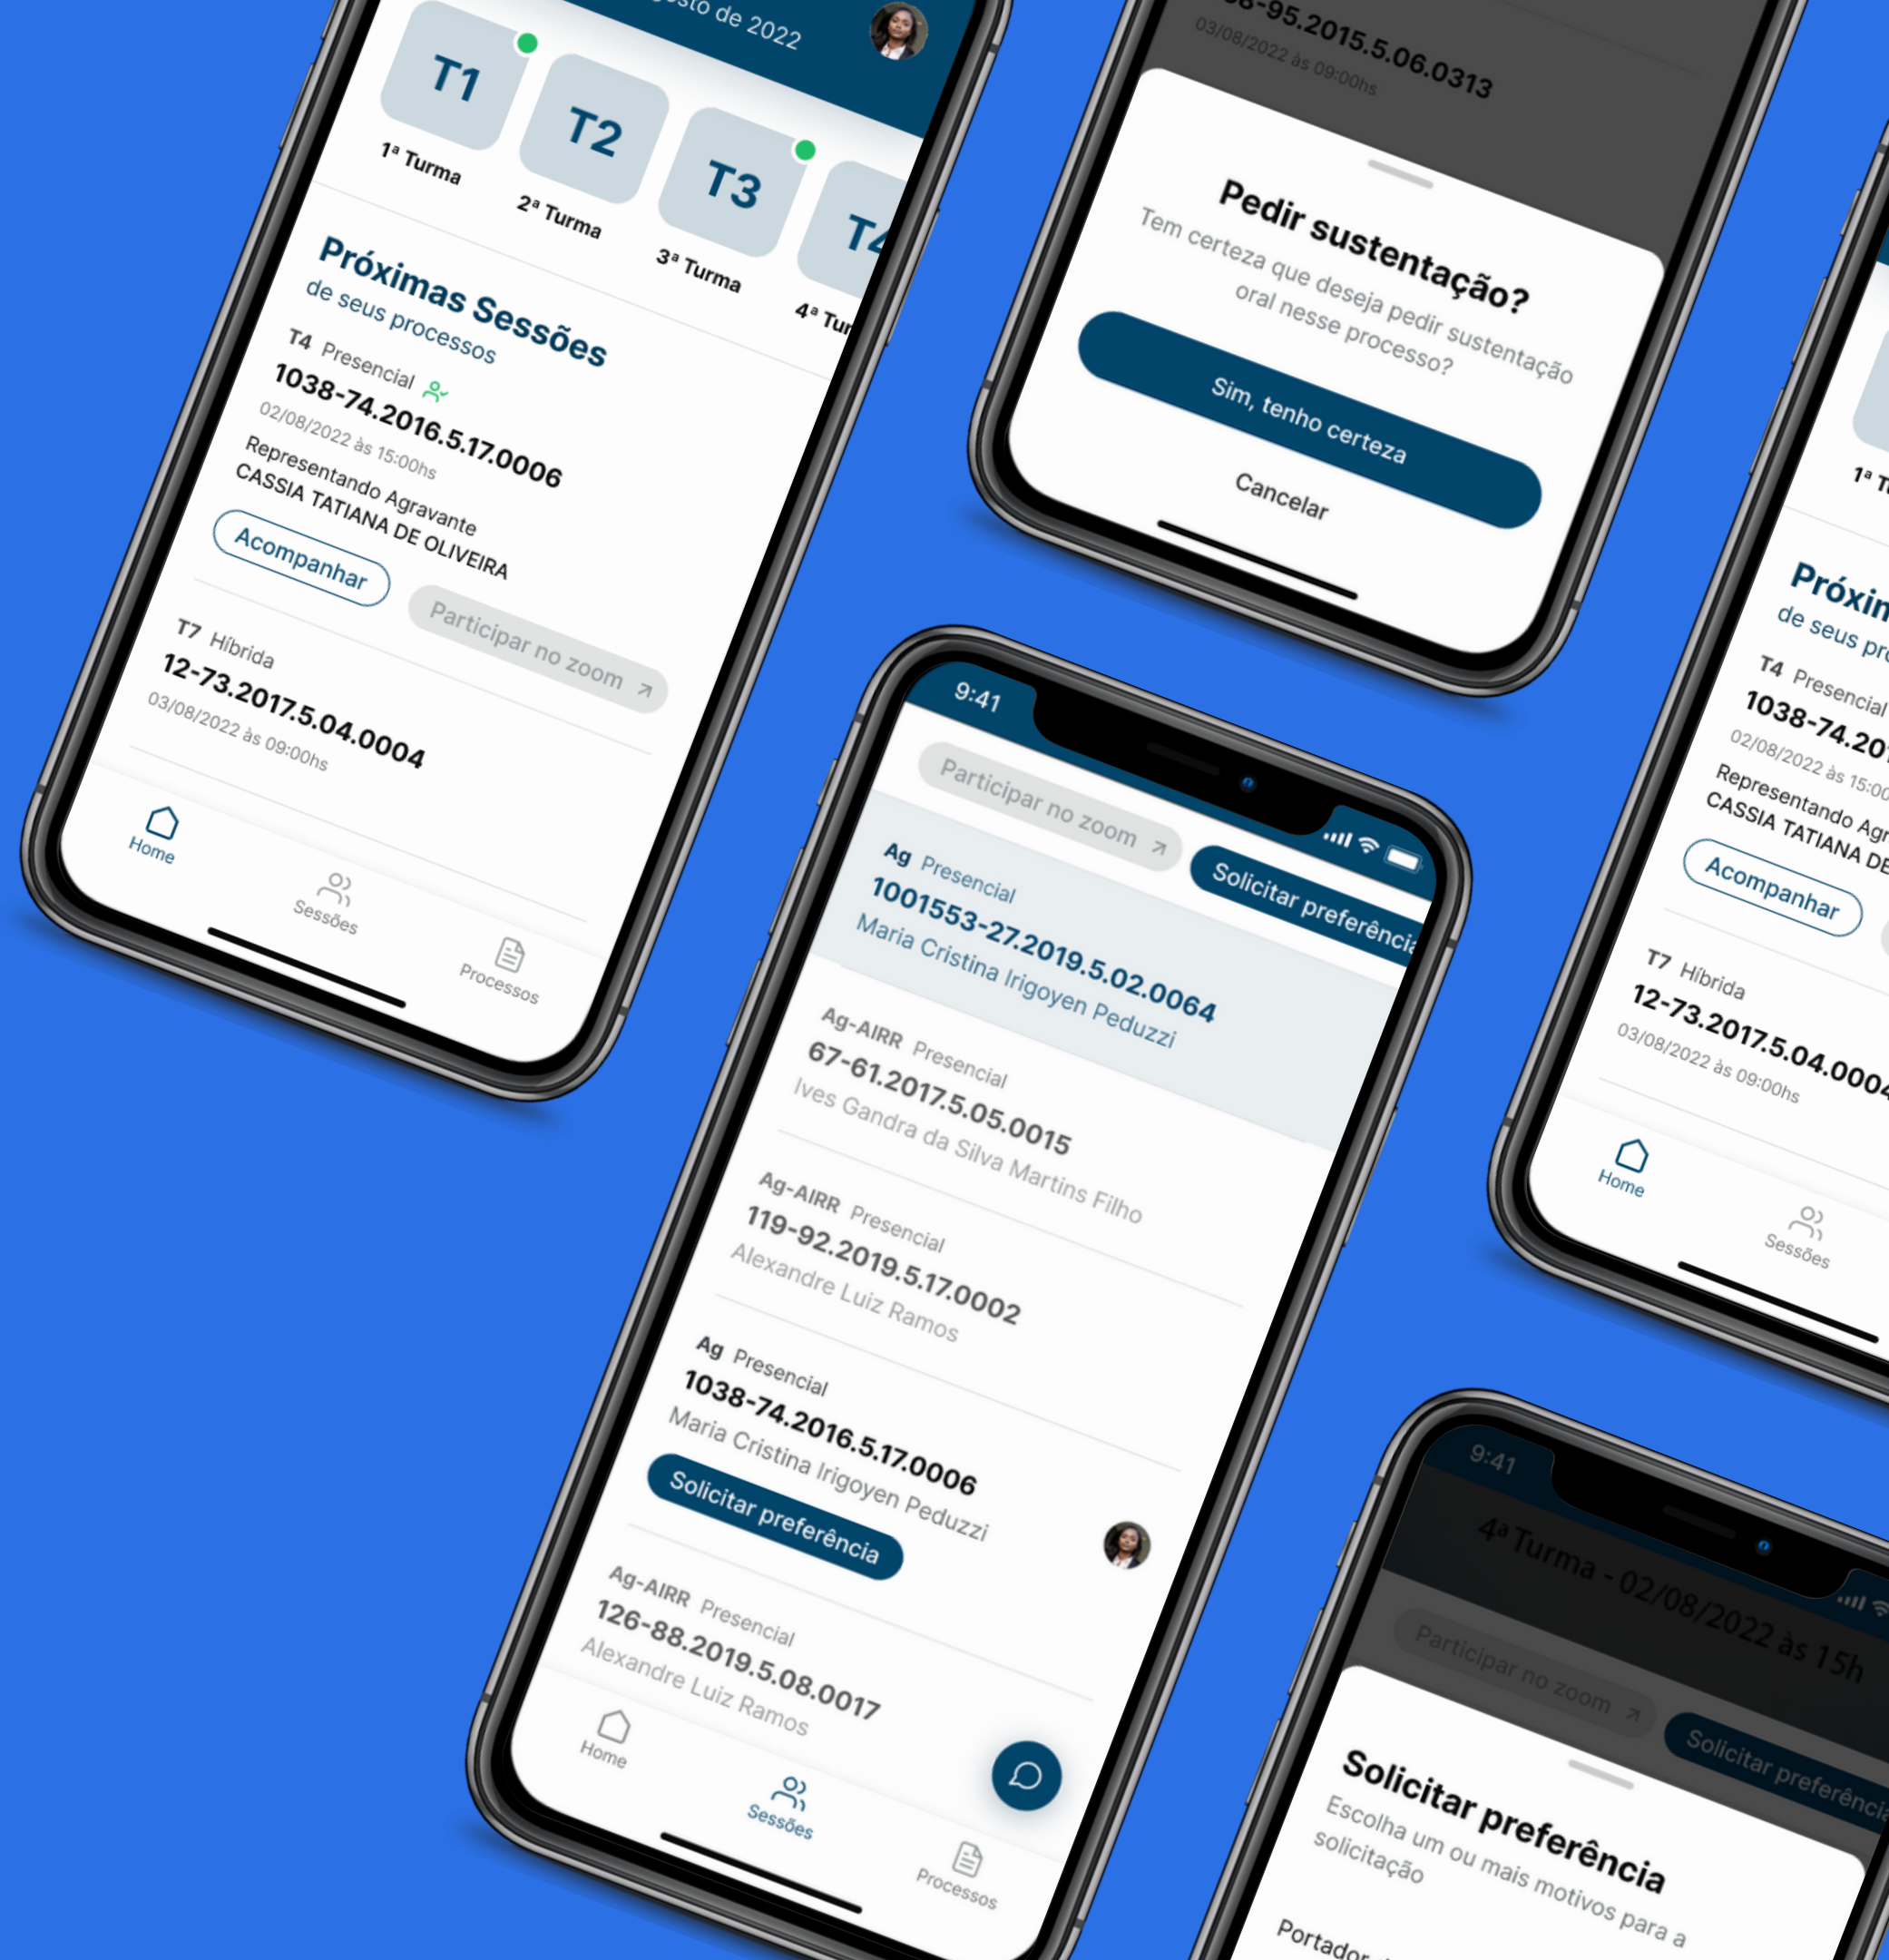 osto de 2022
T1
T2
T3
T4
1ª Turma
2ª Turma
3ª Turma
4ª Tur
Próximas Sessões
de seus processos
T4 Presencial
1038-74.2016.5.17.0006
02/08/2022 às 15:00hs
Representando Agravante
CASSIA TATIANA DE OLIVEIRA
Acompanhar
Participar no zoom
T7 Híbrida
12-73.2017.5.04.0004
03/08/2022 às 09:00hs
Home
Sessões
Processos
8-95.2015.5.06.0313
03/08/2022 às 09:00hs
Pedir sustentação?
Tem certeza que deseja pedir sustentação
oral nesse processo?
Sim, tenho certeza
Cancelar
9:41
Participar no zoom
Solicitar preferência
Ag Presencial
1001553-27.2019.5.02.0064
Maria Cristina Irigoyen Peduzzi
Ag-AIRR Presencial
67-61.2017.5.05.0015
Ives Gandra da Silva Martins Filho
Ag-AIRR Presencial
119-92.2019.5.17.0002
Alexandre Luiz Ramos
Ag Presencial
1038-74.2016.5.17.0006
Maria Cristina Irigoyen Peduzzi
Solicitar preferência
Ag-AIRR Presencial
126-88.2019.5.08.0017
Alexandre Luiz Ramos
Home
Sessões
Processos
1ª T
Próxim
de seus pro
T4 Presencial
1038-74.201
02/08/2022 às 15:00
Representando Agr
CASSIA TATIANA DE
Acompanhar
T7 Híbrida
12-73.2017.5.04.0004
03/08/2022 às 09:00hs
Home
Sessões
9:41
4ª Turma - 02/08/2022 às 15h
Participar no zoom
Solicitar preferência
Solicitar preferência
Escolha um ou mais motivos para a
solicitação
Portador